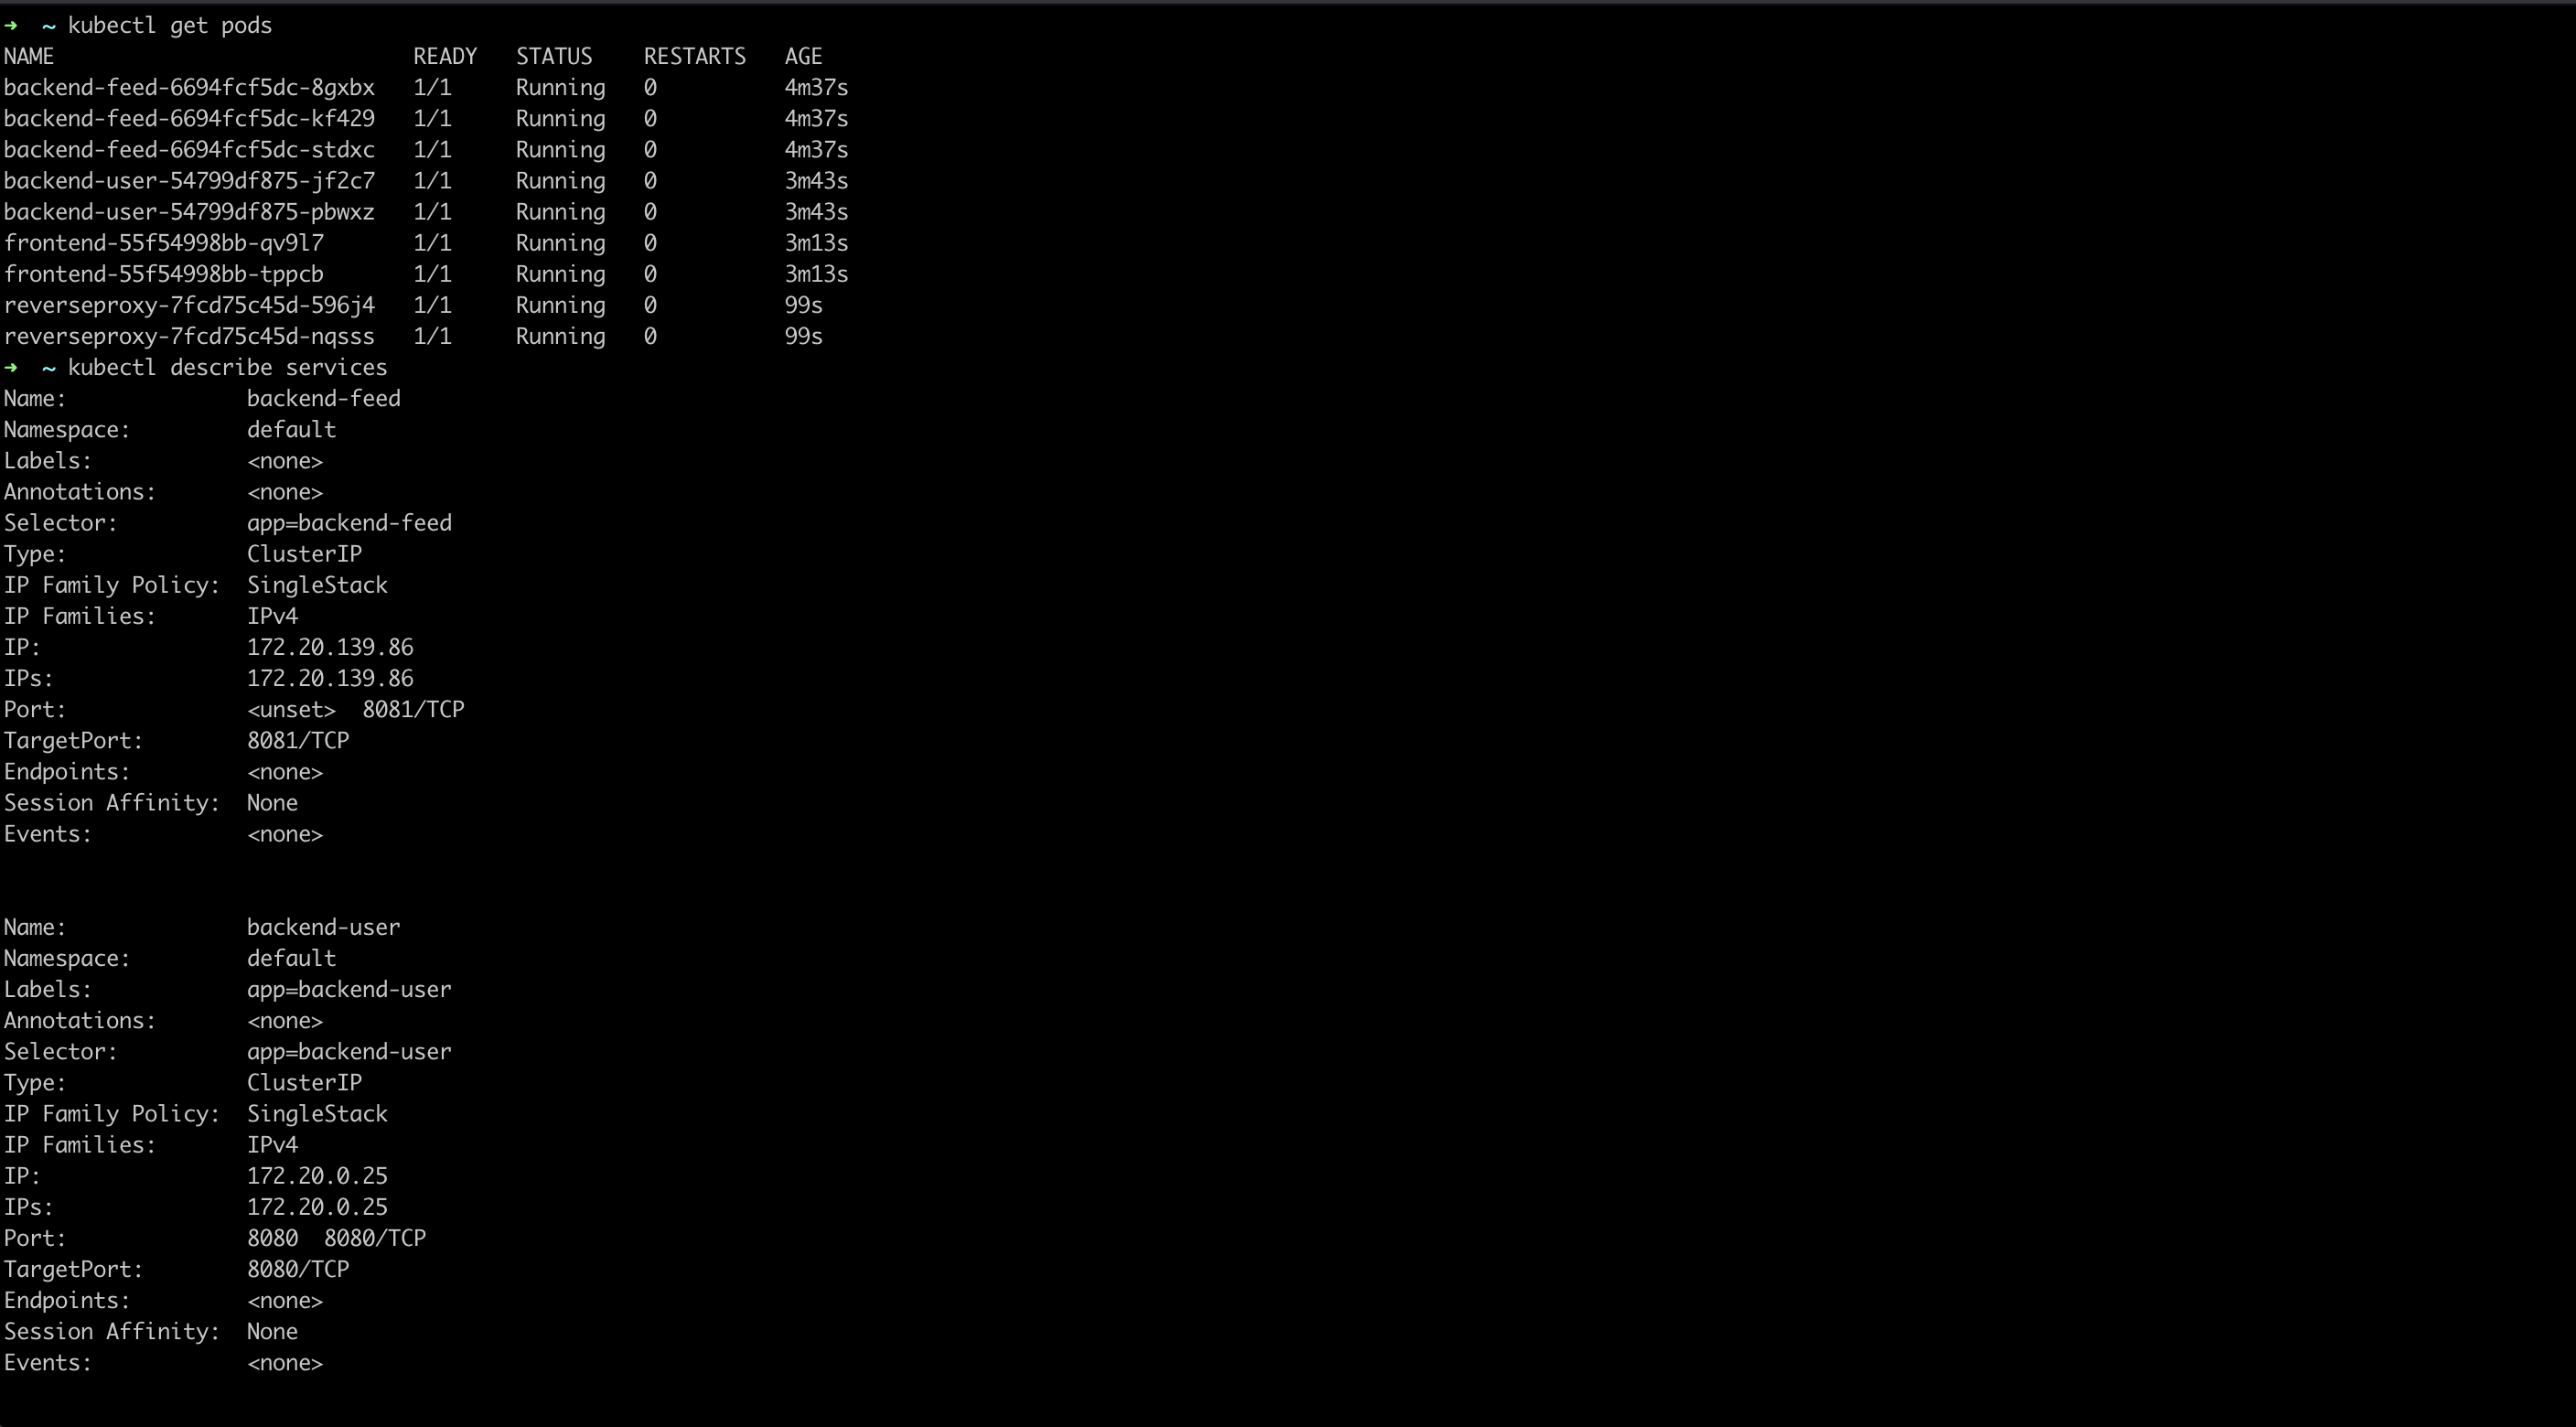 ➜  ~ kubectl get pods
NAME                            READY   STATUS    RESTARTS   AGE
backend-feed-6694fcf5dc-8gxbx   1/1     Running   0          4m37s
backend-feed-6694fcf5dc-kf429   1/1     Running   0          4m37s
backend-feed-6694fcf5dc-stdxc   1/1     Running   0          4m37s
backend-user-54799df875-jf2c7   1/1     Running   0          3m43s
backend-user-54799df875-pbwxz   1/1     Running   0          3m43s
frontend-55f54998bb-qv9l7       1/1     Running   0          3m13s
frontend-55f54998bb-tppcb       1/1     Running   0          3m13s
reverseproxy-7fcd75c45d-596j4   1/1     Running   0          99s
reverseproxy-7fcd75c45d-nqsss   1/1     Running   0          99s
➜  ~ kubectl describe services
Name:              backend-feed
Namespace:         default
Labels:            <none>
Annotations:       <none>
Selector:          app=backend-feed
Type:              ClusterIP
IP Family Policy:  SingleStack
IP Families:       IPv4
IP:                172.20.139.86
IPs:               172.20.139.86
Port:              <unset>  8081/TCP
TargetPort:        8081/TCP
Endpoints:         <none>
Session Affinity:  None
Events:            <none>
Name:              backend-user
Namespace:         default
Labels:            app=backend-user
Annotations:       <none>
Selector:          app=backend-user
Type:              ClusterIP
IP Family Policy:  SingleStack
IP Families:       IPv4
IP:                172.20.0.25
IPs:               172.20.0.25
Port:              8080  8080/TCP
TargetPort:        8080/TCP
Endpoints:         <none>
Session Affinity:  None
Events:            <none>